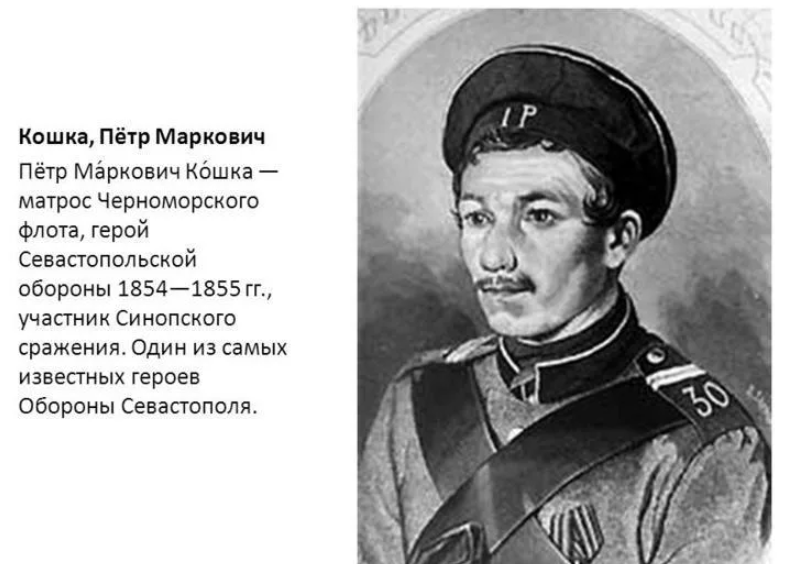 Кошка, Пётр Маркович
Пётр Ма́ркович Ко́шка —
матрос Черноморского
флота, герой
Севастопольской
обороны 1854—1855 гг.,
участник Синопского
сражения. Один из самых
известных героев
Обороны Севастополя.
1 Р
30